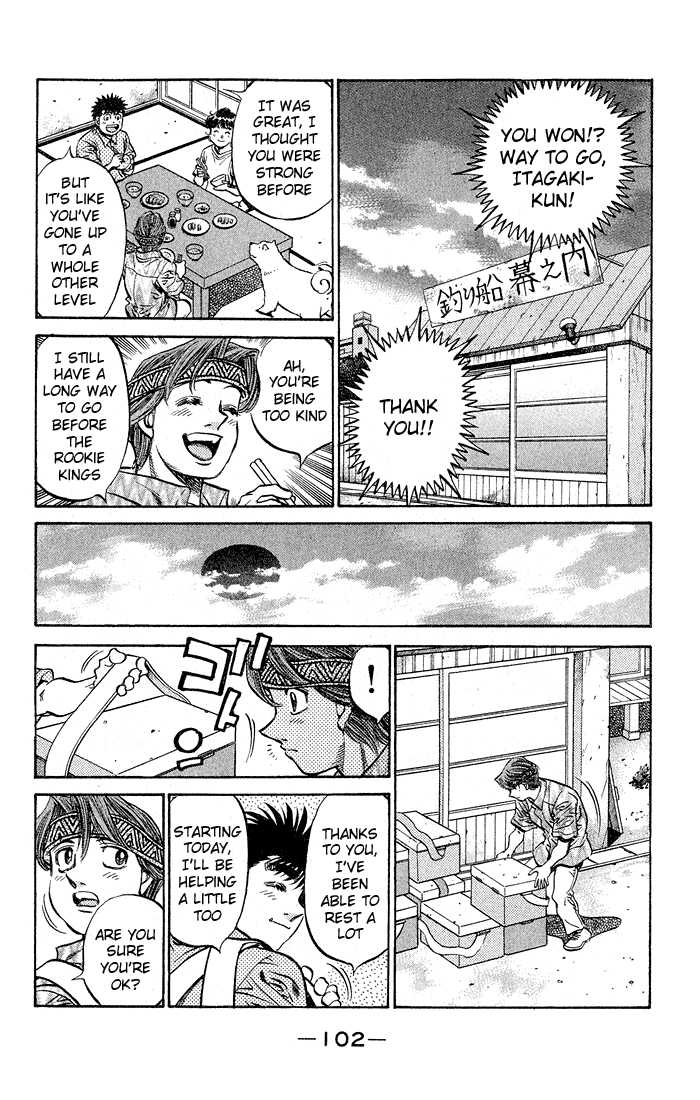 YOU WON!?
WAY TO GO,
ITAGAKI-
KUN!
釣り船 幕之内
THANK
YOU!!
IT WAS
GREAT, I
THOUGHT
YOU WERE
STRONG
BEFORE
BUT
IT'S LIKE
YOU'VE
GONE UP
TO A
WHOLE
OTHER
LEVEL
AH,
YOU'RE
BEING
TOO KIND
I STILL
HAVE A
LONG WAY
TO GO
BEFORE
THE
ROOKIE
KINGS
!
ゴソ
THANKS
TO YOU,
I'VE
BEEN
ABLE TO
REST A
LOT
STARTING
TODAY,
I'LL BE
HELPING
A LITTLE
TOO
ARE YOU
SURE
YOU'RE
OK?
—102—